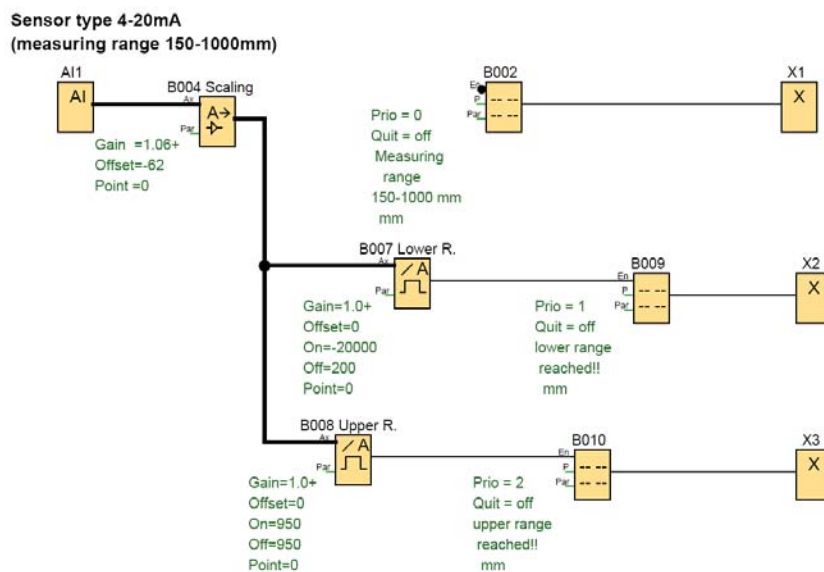 Sensor type 4-20mA
(measuring range 150-1000mm)
AI1
AI
B004 Scaling
Ax
A→
Par
Gain =1.06+
Offset=-62
Point =0
B002
En
P
Par
Prio = 0
Quit = off
Measuring
range
150-1000 mm
mm
X1
X
B007 Lower R.
Ax
A
Par
Gain=1.0+
Offset=0
On=-20000
Off=200
Point=0
B009
En
P
Par
Prio = 1
Quit = off
lower range
reached!!
mm
X2
X
B008 Upper R.
Ax
A
Par
Gain=1.0+
Offset=0
On=950
Off=950
Point=0
B010
En
P
Par
Prio = 2
Quit = off
upper range
reached!!
mm
X3
X